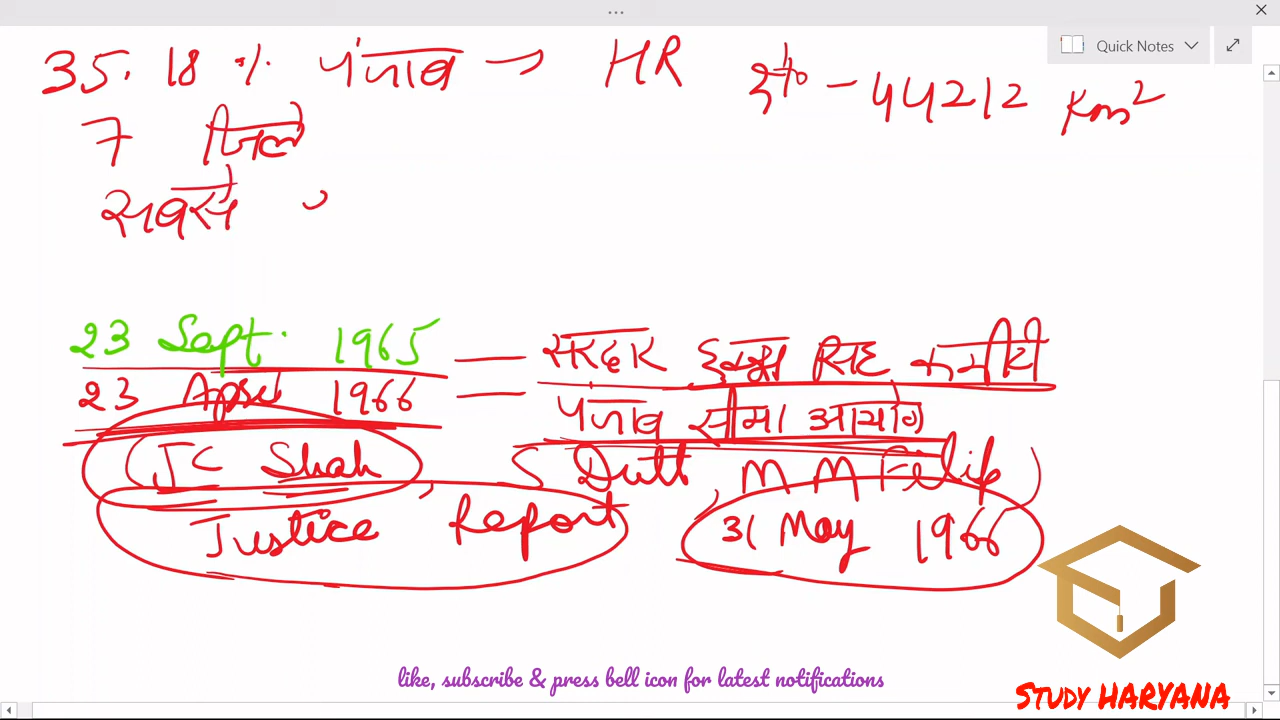 Quick Notes
35.18 % पंजाब → HR क्षे० - 44212 Km²
7 जिले
सबसे
23 Sept. 1965 = सरदार हुकम सिंह कमेटी
23 April 1966 = पंजाब सीमा आयोग
(JC Shah, S Dutt, M M Felip)
Justice Report 31 May 1966
like, subscribe & press bell icon for latest notifications
STUDY HARYANA